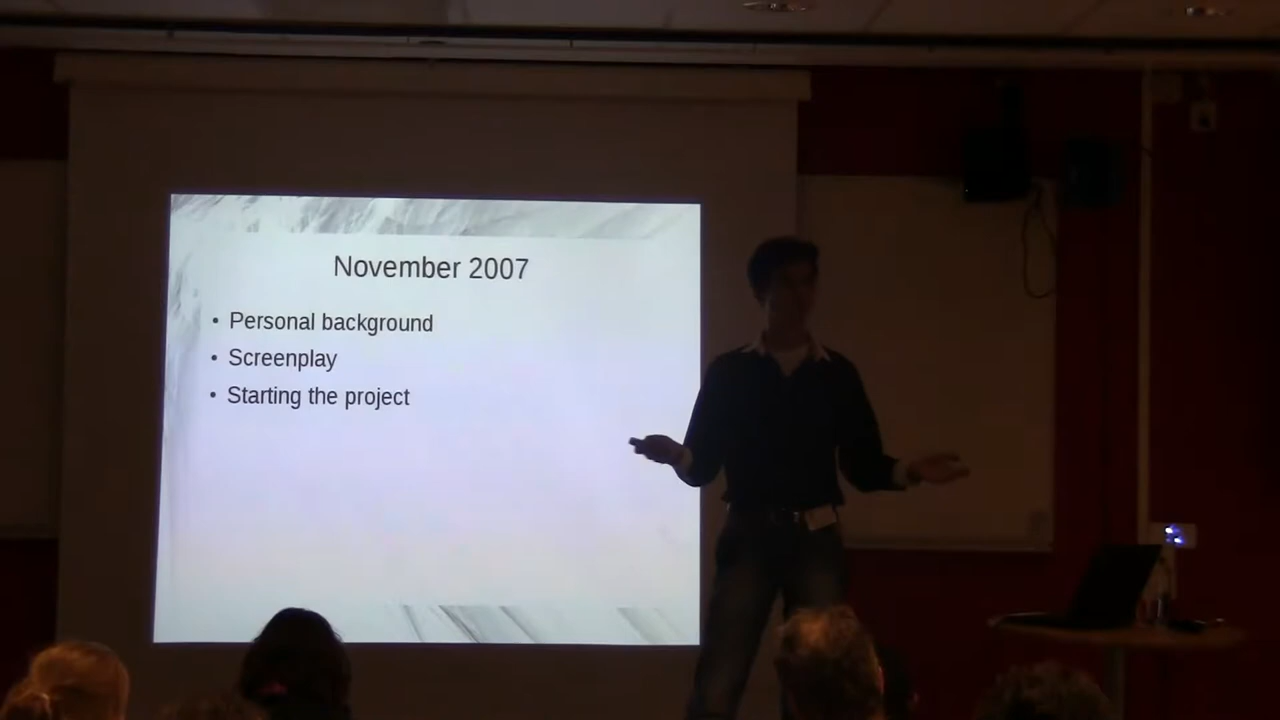 November 2007
• Personal background
• Screenplay
• Starting the project